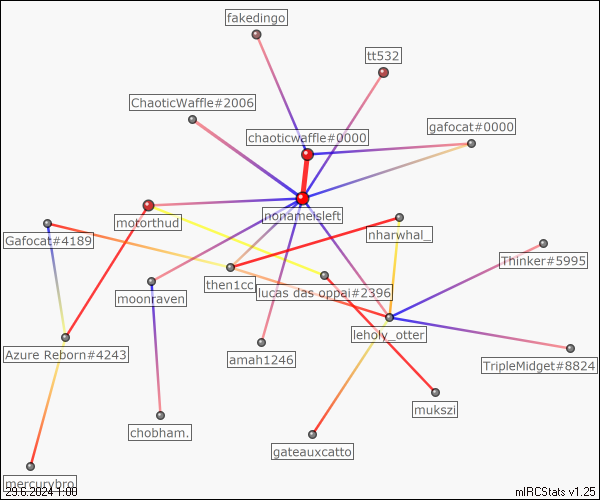 fakedingo
tt532
ChaoticWaffle#2006
chaoticwaffle#0000
gafocat#0000
nonameisleft
motorthud
nharwhal_
Gafocat#4189
Thinker#5995
then1cc
lucas das oppai#2396
moonraven
leholy_otter
Azure Reborn#4243
amah1246
TripleMidget#8824
mukszi
chobham.
gateauxcatto
mercurybro
29.6.2024 1:00
mIRCStats v1.25